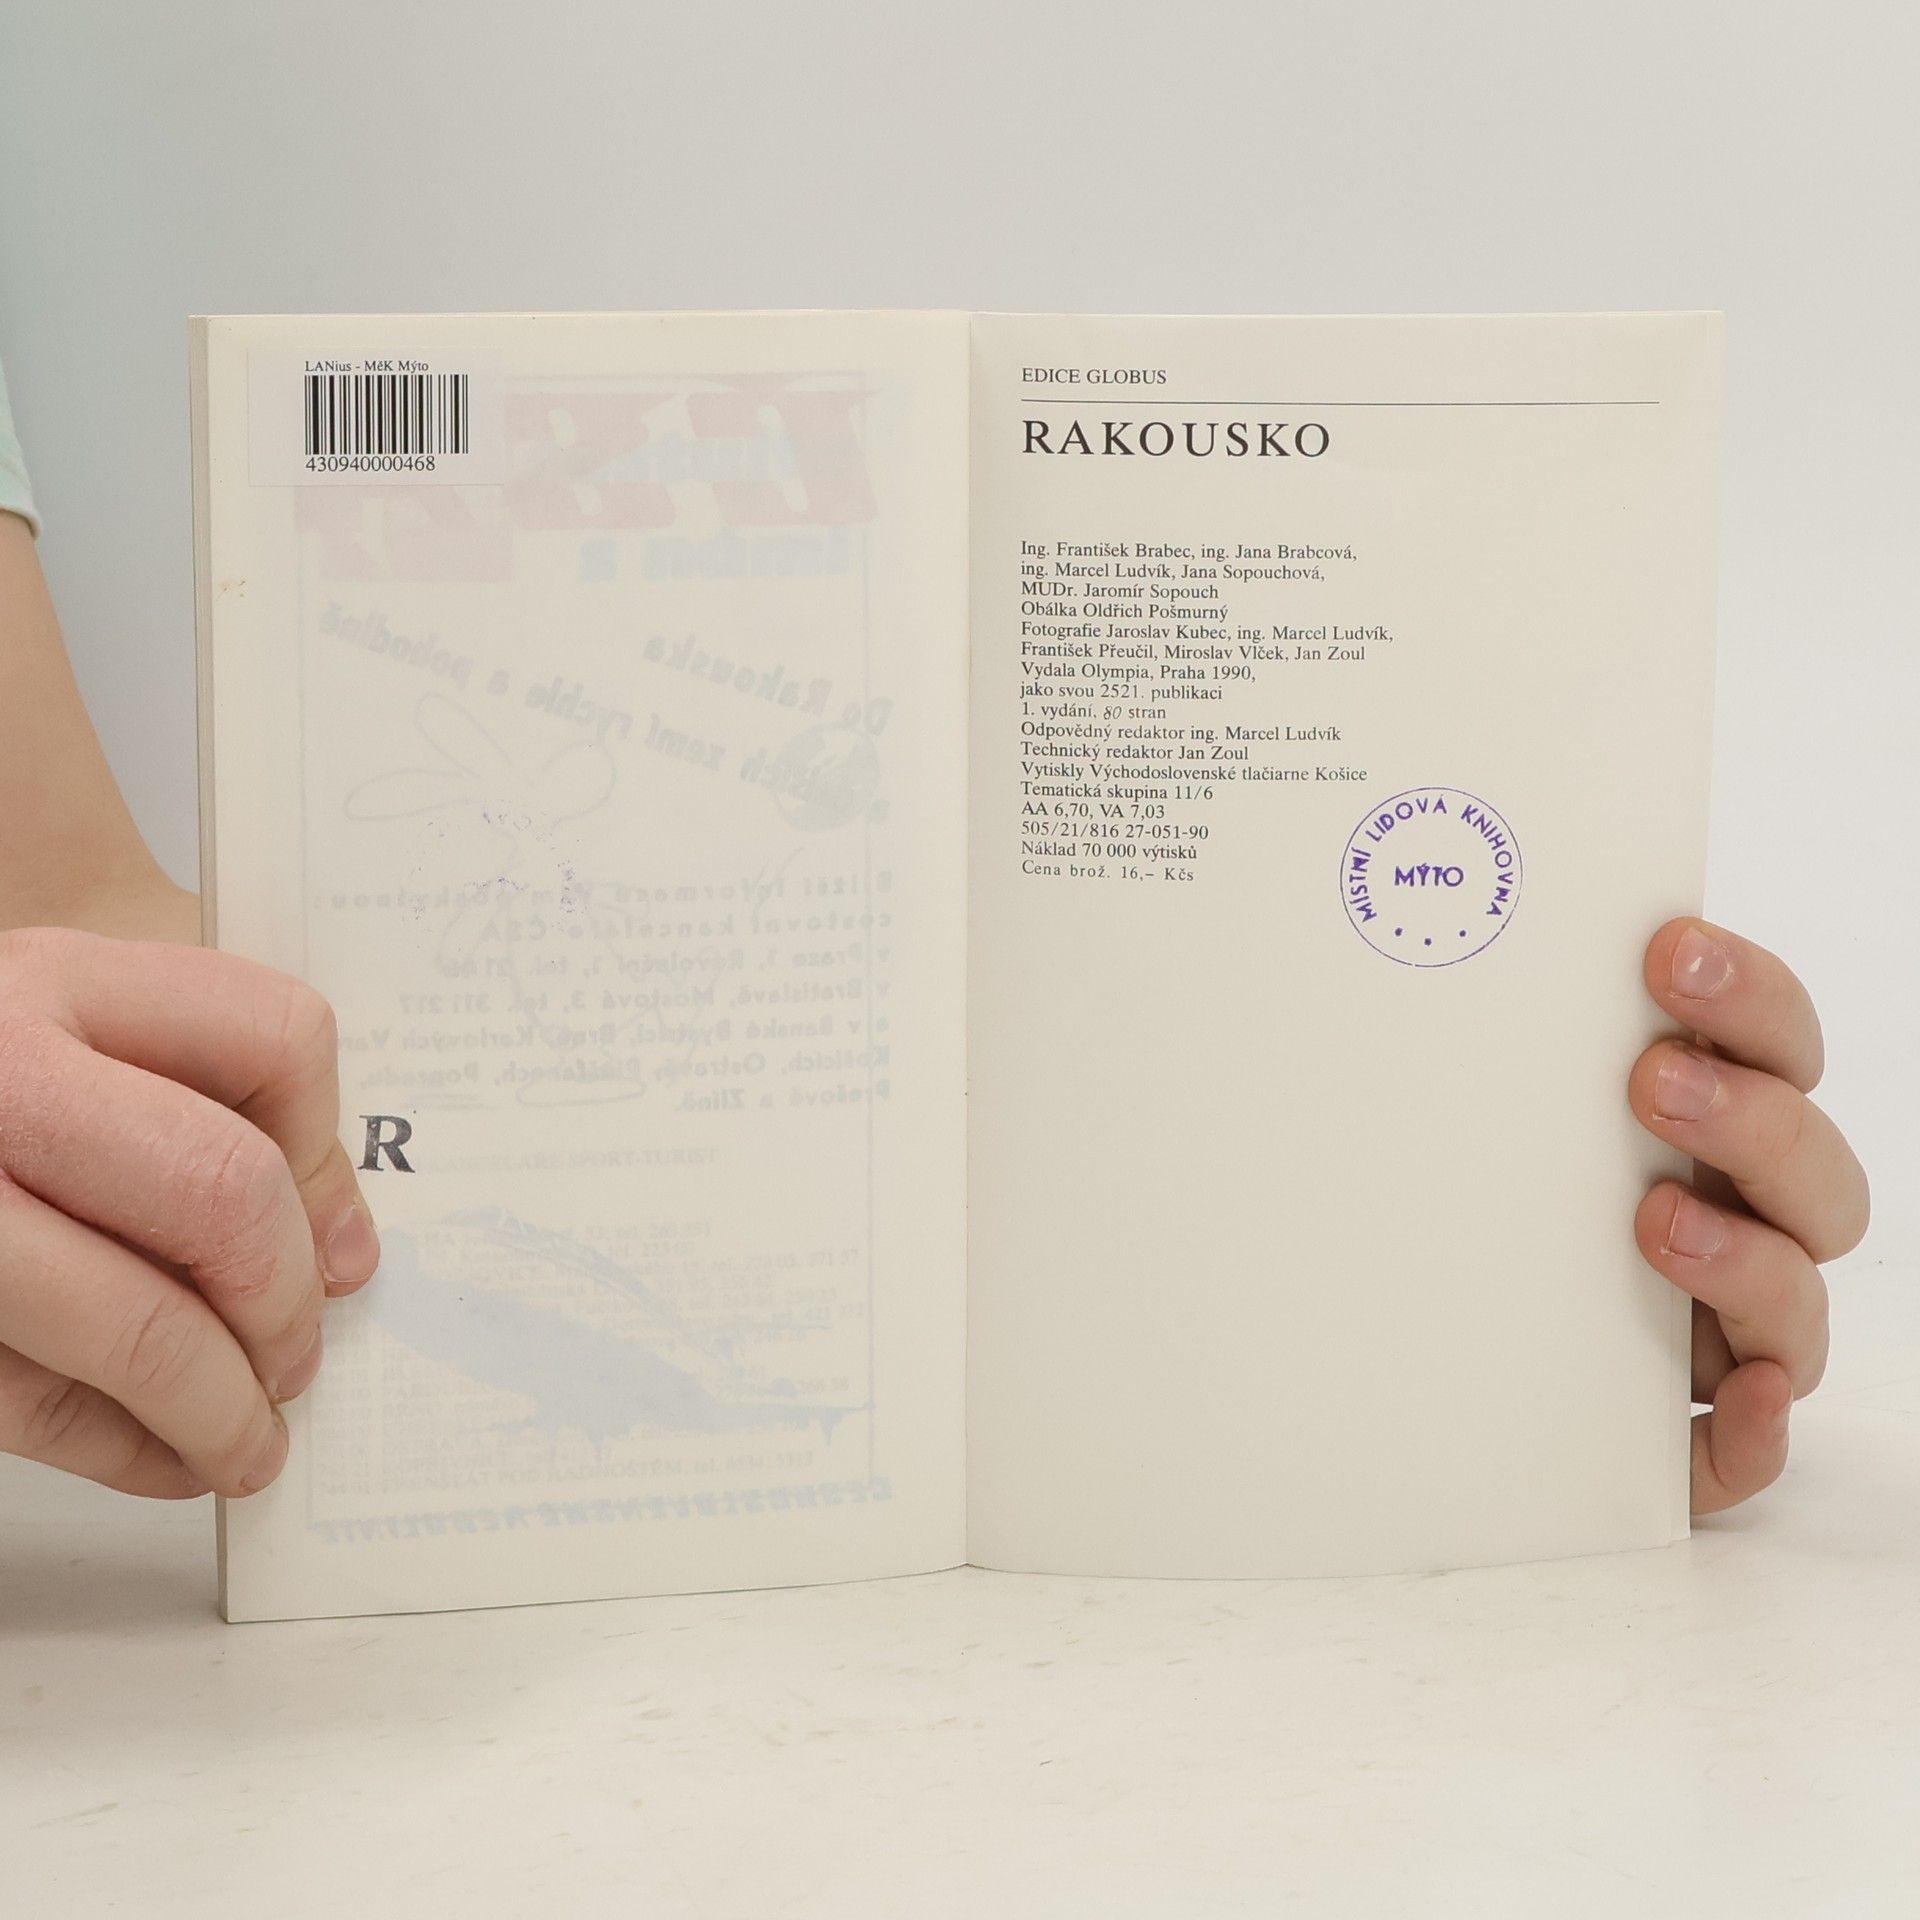 LANius - MěK Mýto
430940000468
R
EDICE GLOBUS
RAKOUSKO
Ing. František Brabec, ing. Jana Brabcová,
ing. Marcel Ludvík, Jana Sopouchová,
MUDr. Jaromír Sopouch
Obálka Oldřich Pošmurný
Fotografie Jaroslav Kubec, ing. Marcel Ludvík,
František Přeučil, Miroslav Vlček, Jan Zoul
Vydala Olympia, Praha 1990,
jako svou 2521. publikaci
1. vydání, 80 stran
Odpovědný redaktor ing. Marcel Ludvík
Technický redaktor Jan Zoul
Vytiskly Východoslovenské tlačiarne Košice
Tematická skupina 11/6
AA 6,70, VA 7,03
505/21/816 27-051-90
Náklad 70 000 výtisků
Cena brož. 16,– Kčs
MÍSTNÍ LIDOVÁ KNIHOVNA
MÝTO